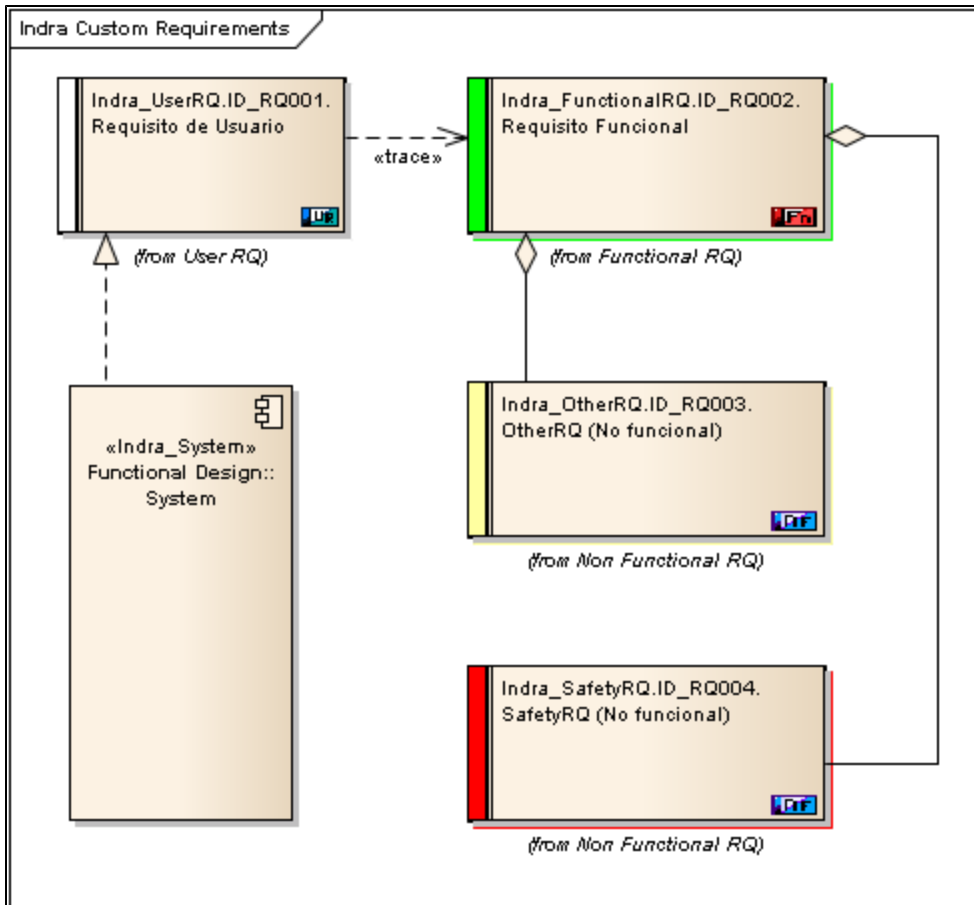 Indra Custom Requirements
Indra_UserRQ.ID_RQ001.
Requisito de Usuario
(from User RQ)
«trace»
Indra_FunctionalRQ.ID_RQ002.
Requisito Funcional
(from Functional RQ)
«Indra_System»
Functional Design::
System
Indra_OtherRQ.ID_RQ003.
OtherRQ (No funcional)
(from Non Functional RQ)
Indra_SafetyRQ.ID_RQ004.
SafetyRQ (No funcional)
(from Non Functional RQ)